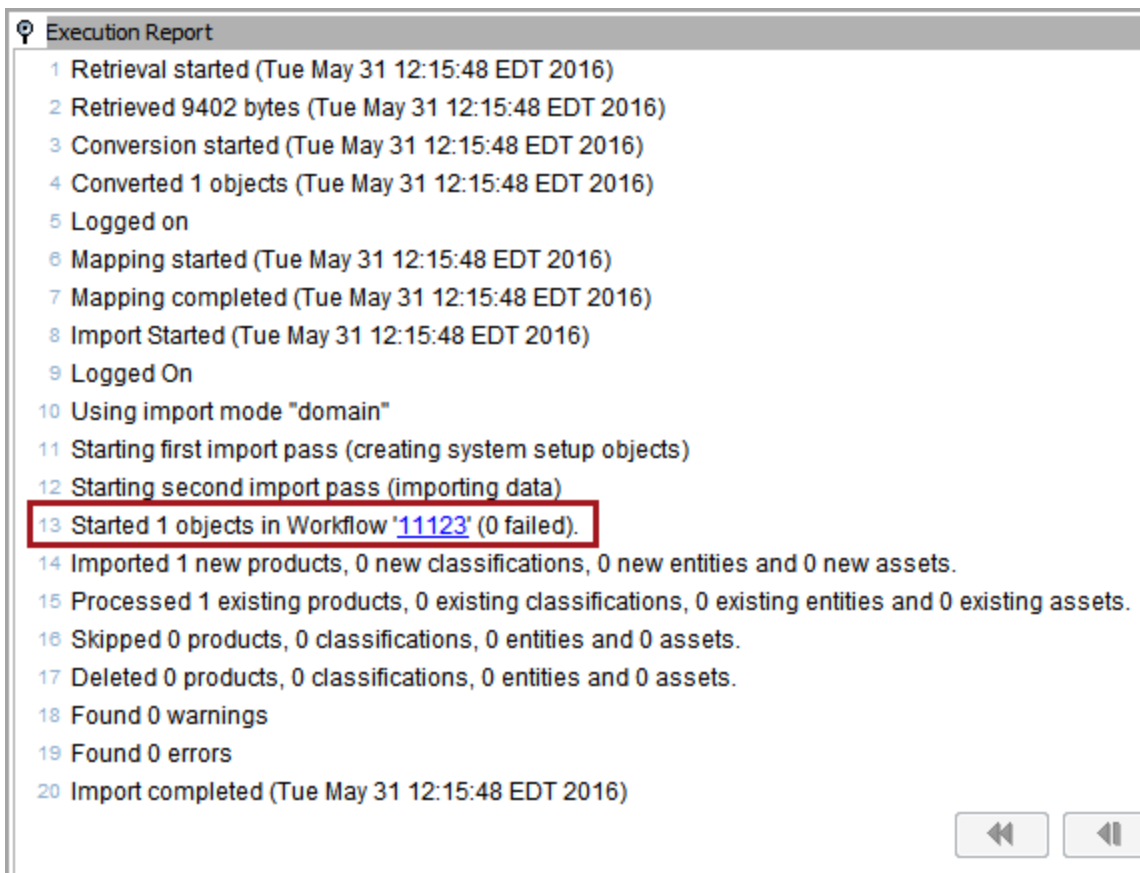 Execution Report
1 Retrieval started (Tue May 31 12:15:48 EDT 2016)
2 Retrieved 9402 bytes (Tue May 31 12:15:48 EDT 2016)
3 Conversion started (Tue May 31 12:15:48 EDT 2016)
4 Converted 1 objects (Tue May 31 12:15:48 EDT 2016)
5 Logged on
6 Mapping started (Tue May 31 12:15:48 EDT 2016)
7 Mapping completed (Tue May 31 12:15:48 EDT 2016)
8 Import Started (Tue May 31 12:15:48 EDT 2016)
9 Logged On
10 Using import mode "domain"
11 Starting first import pass (creating system setup objects)
12 Starting second import pass (importing data)
13 Started 1 objects in Workflow '11123' (0 failed).
14 Imported 1 new products, 0 new classifications, 0 new entities and 0 new assets.
15 Processed 1 existing products, 0 existing classifications, 0 existing entities and 0 existing assets.
16 Skipped 0 products, 0 classifications, 0 entities and 0 assets.
17 Deleted 0 products, 0 classifications, 0 entities and 0 assets.
18 Found 0 warnings
19 Found 0 errors
20 Import completed (Tue May 31 12:15:48 EDT 2016)